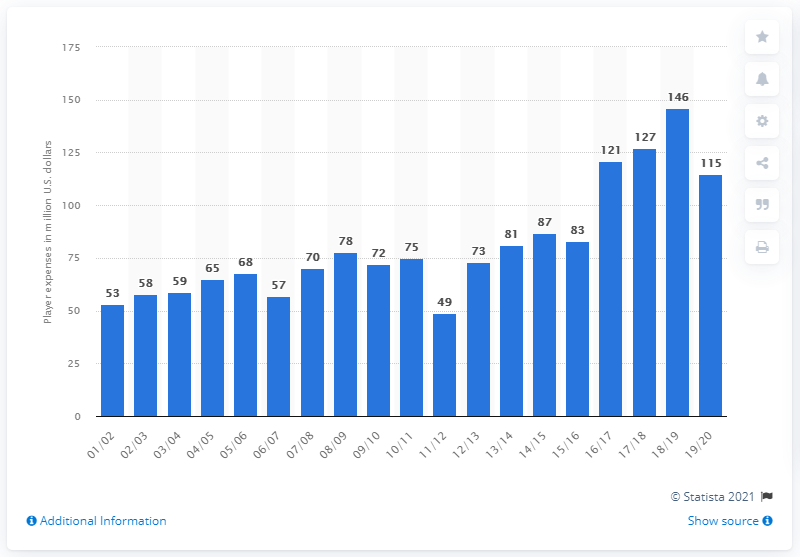 175
150
125
100
75
50
25
0
Player expenses in million U.S. dollars
53 58 59 65 68 57 70 78 72 75 49 73 81 87 83 121 127 146 115
01/02 02/03 03/04 04/05 05/06 06/07 07/08 08/09 09/10 10/11 11/12 12/13 13/14 14/15 15/16 16/17 17/18 18/19 19/20
© Statista 2021
Additional Information Show source